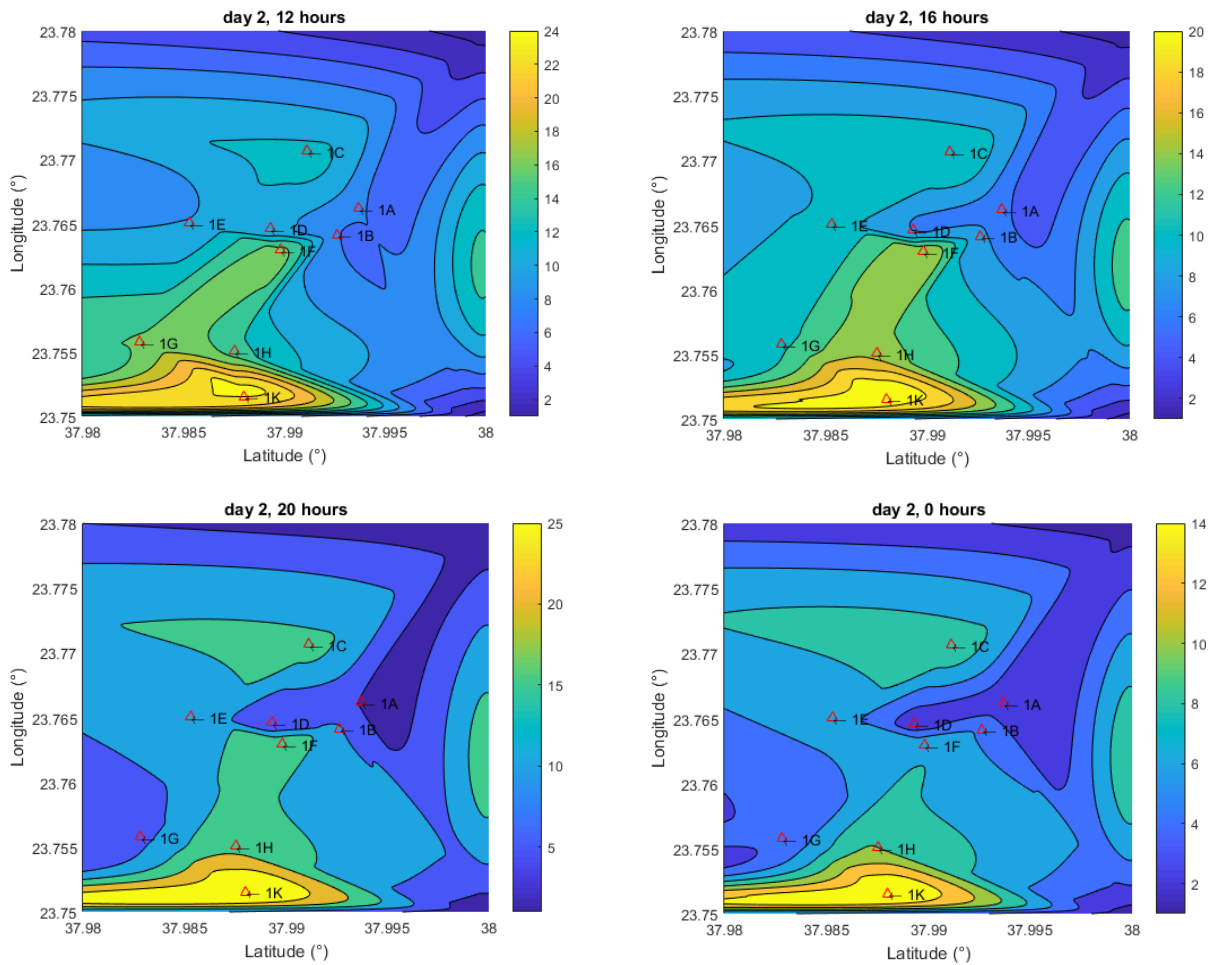 day 2, 12 hours
23.78
23.775
23.77
23.765
23.76
23.755
23.75
Longitude (°)
37.98
37.985
37.99
37.995
38
Latitude (°)
1C
1A
1E
1D
1B
1F
1G
1H
1K
24
22
20
18
16
14
12
10
8
6
4
2
day 2, 16 hours
23.78
23.775
23.77
23.765
23.76
23.755
23.75
Longitude (°)
37.98
37.985
37.99
37.995
38
Latitude (°)
1C
1A
1E
1D
1B
1F
1G
1H
1K
20
18
16
14
12
10
8
6
4
2
day 2, 20 hours
23.78
23.775
23.77
23.765
23.76
23.755
23.75
Longitude (°)
37.98
37.985
37.99
37.995
38
Latitude (°)
1C
1A
1E
1D
1B
1F
1G
1H
1K
25
20
15
10
5
day 2, 0 hours
23.78
23.775
23.77
23.765
23.76
23.755
23.75
Longitude (°)
37.98
37.985
37.99
37.995
38
Latitude (°)
1C
1A
1E
1D
1B
1F
1G
1H
1K
14
12
10
8
6
4
2